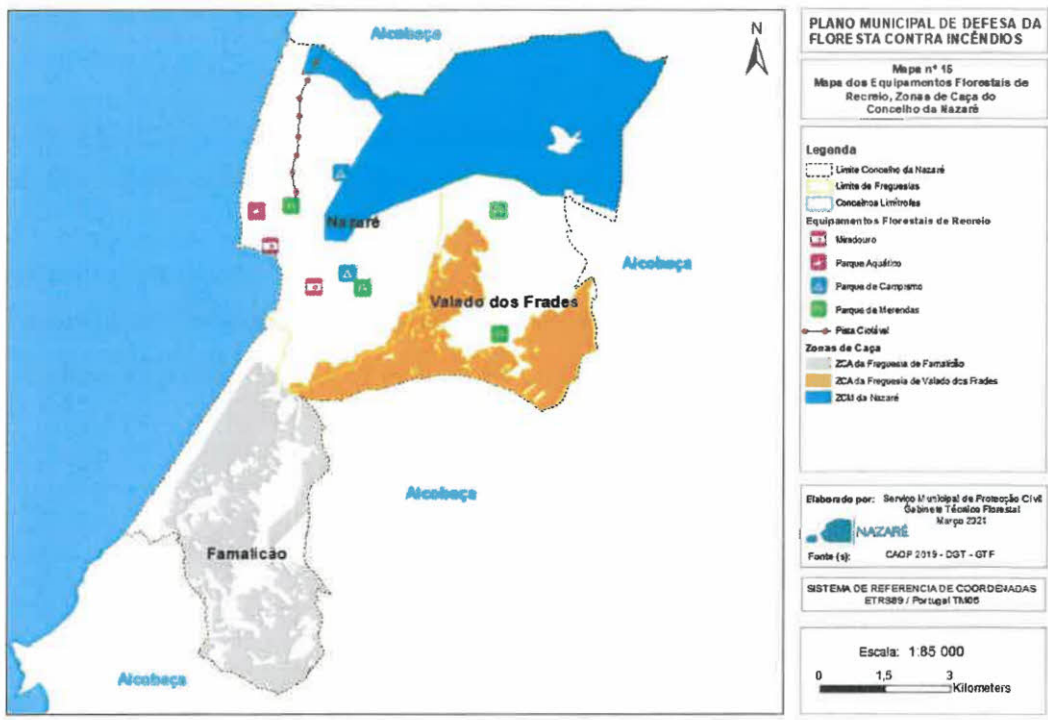 Alcobaça
N
Nazaré
Alcobaça
Valado dos Frades
Alcobaça
Famalicão
Alcobaça
PLANO MUNICIPAL DE DEFESA DA
FLORESTA CONTRA INCÊNDIOS
Mapa nº 15
Mapa dos Equipamentos Florestais de
Recreio, Zonas de Caça do
Concelho da Nazaré
Legenda
Limite Concelho da Nazaré
Limite de Freguesias
Concelhos Limítrofes
Equipamentos Florestais de Recreio
Miradouro
Parque Aquático
Parque de Campismo
Parque de Merendas
Pista Ciclável
Zonas de Caça
ZCA da Freguesia de Famalicão
ZCA da Freguesia de Valado dos Frades
ZCM da Nazaré
Elaborado por: Serviço Municipal de Protecção Civil
Gabinete Técnico Florestal
Março 2021
NAZARÉ
Fonte (s): CAOP 2019 - DGT - GTF
SISTEMA DE REFERENCIA DE COORDENADAS
ETRS89 / Portugal TM06
Escala: 1:85 000
0 1,5 3
Kilometers